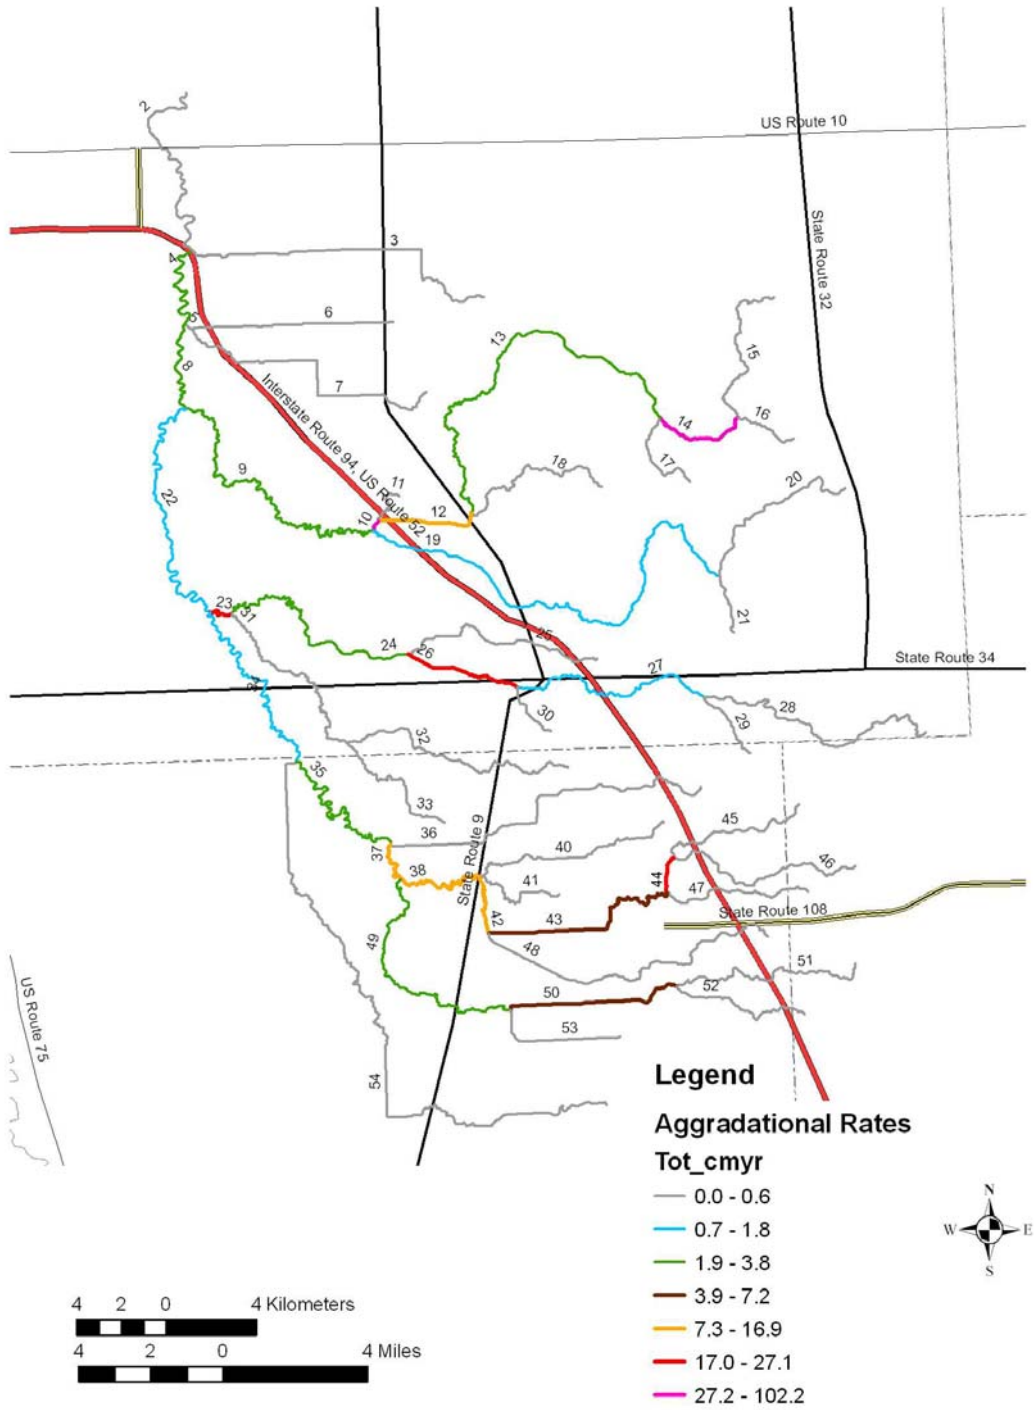 2
US Route 10
3
State Route 32
4
5
6
13
8
7
15
Interstate Route 94, US Route 52
14
16
9
11
18
17
20
22
10
12
19
23
31
24
26
25
21
State Route 34
27
30
28
29
32
35
33
36
State Route 9
45
37
38
40
41
44
46
47
42
43
State Route 108
49
48
50
51
52
53
US Route 75
54
Legend
Aggradational Rates
Tot_cmyr
0.0 - 0.6
0.7 - 1.8
1.9 - 3.8
3.9 - 7.2
7.3 - 16.9
17.0 - 27.1
27.2 - 102.2
N
W E
S
4 2 0 4 Kilometers
4 2 0 4 Miles